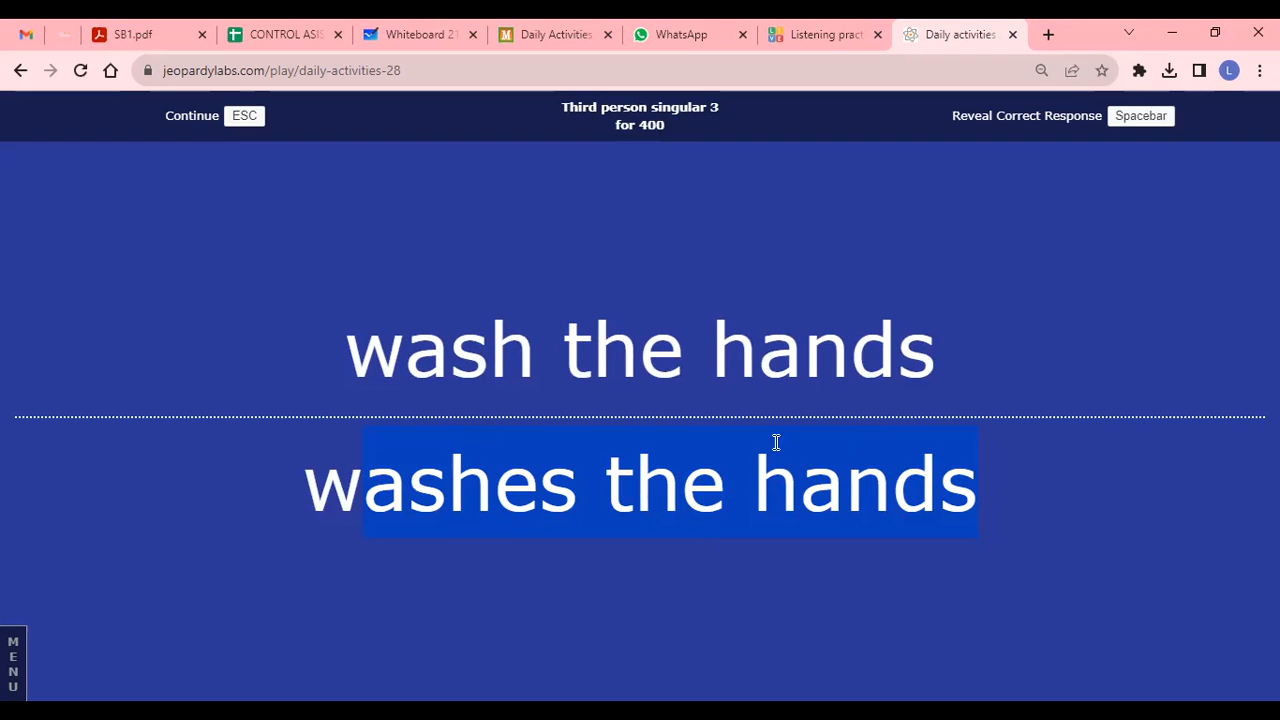 SB1.pdf
CONTROL ASIS
Whiteboard 21
Daily Activities
WhatsApp
Listening pract
Daily activities
jeopardylabs.com/play/daily-activities-28
L
Continue ESC
Third person singular 3
for 400
Reveal Correct Response Spacebar
wash the hands
washes the hands
MENU